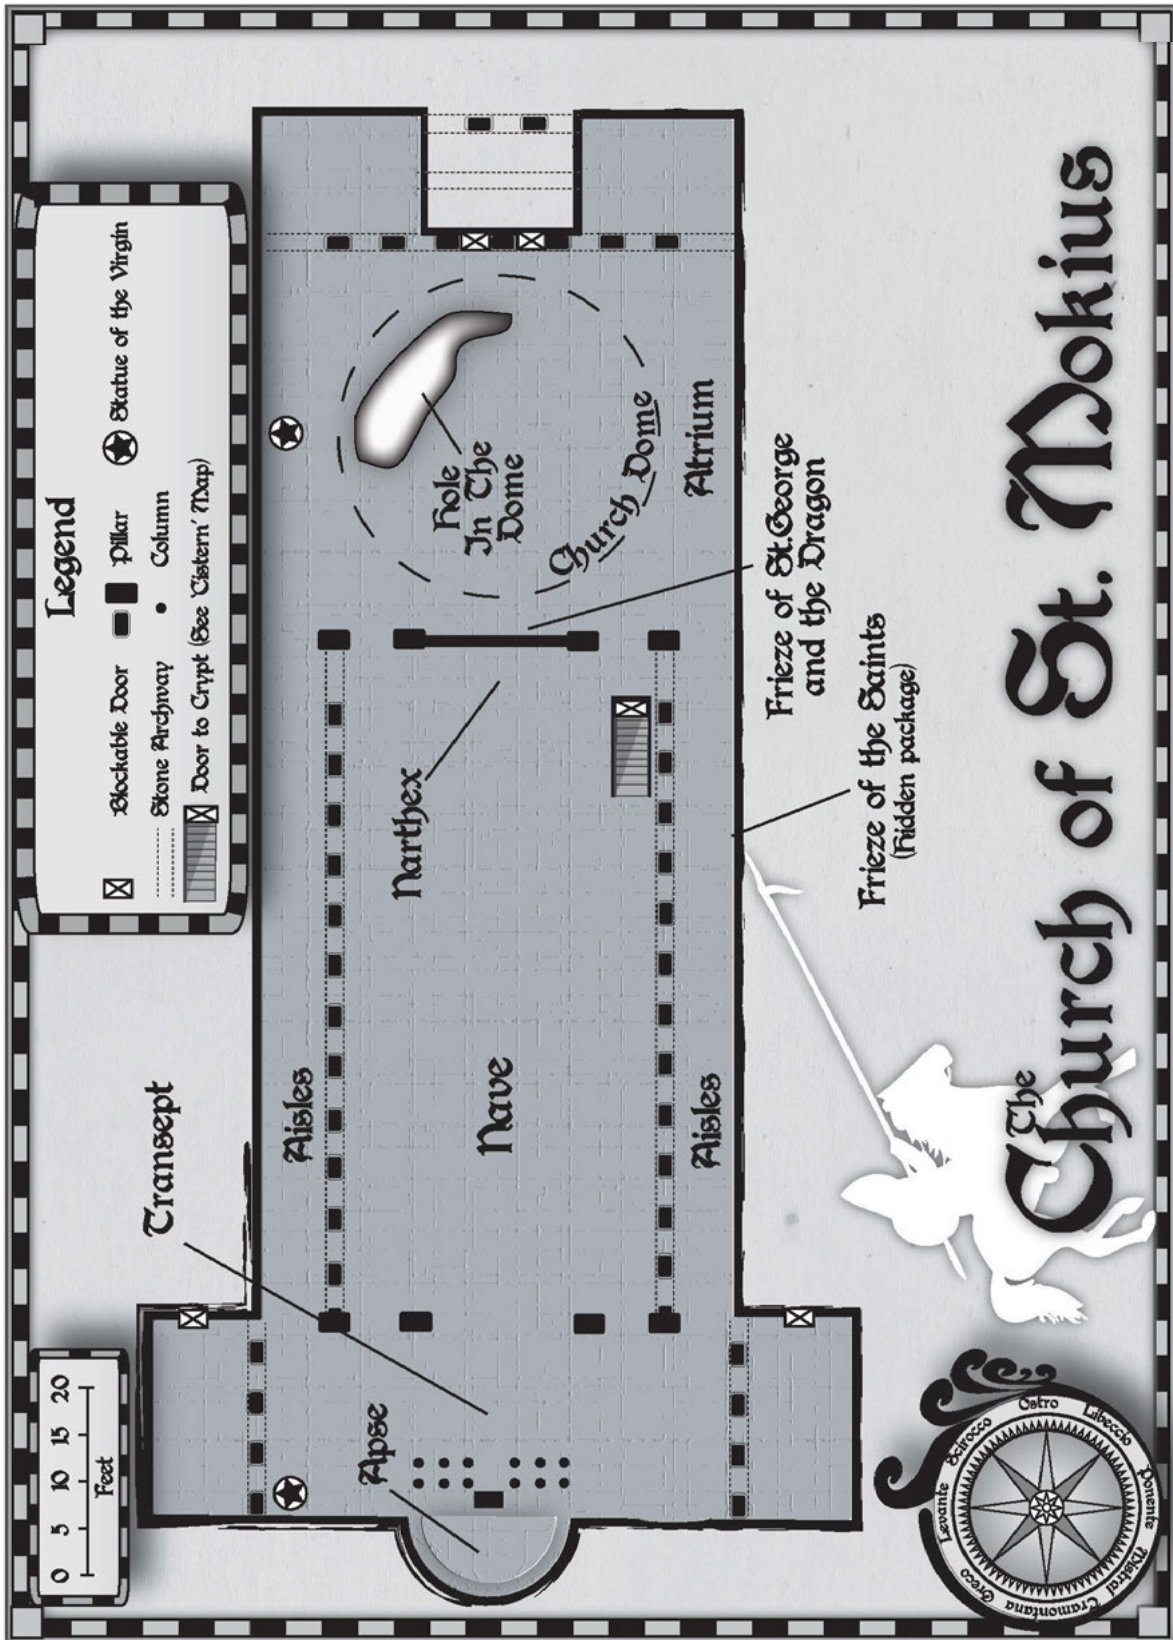 Legend
Blockable Door
Pillar
Statue of the Virgin
Stone Archway
Column
Door to Crypt (See 'Cistern' Map)
0 5 10 15 20
Feet
Transept
Apse
Aisles
Nave
Aisles
Narthex
Hole
In The
Dome
Church Dome
Atrium
Frieze of St. George
and the Dragon
Frieze of the Saints
(Hidden package)
The
Church of St. Mokius
Levante
Scirocco
Ostro
Libeccio
Ponente
Mistral
Tramontana
Greco